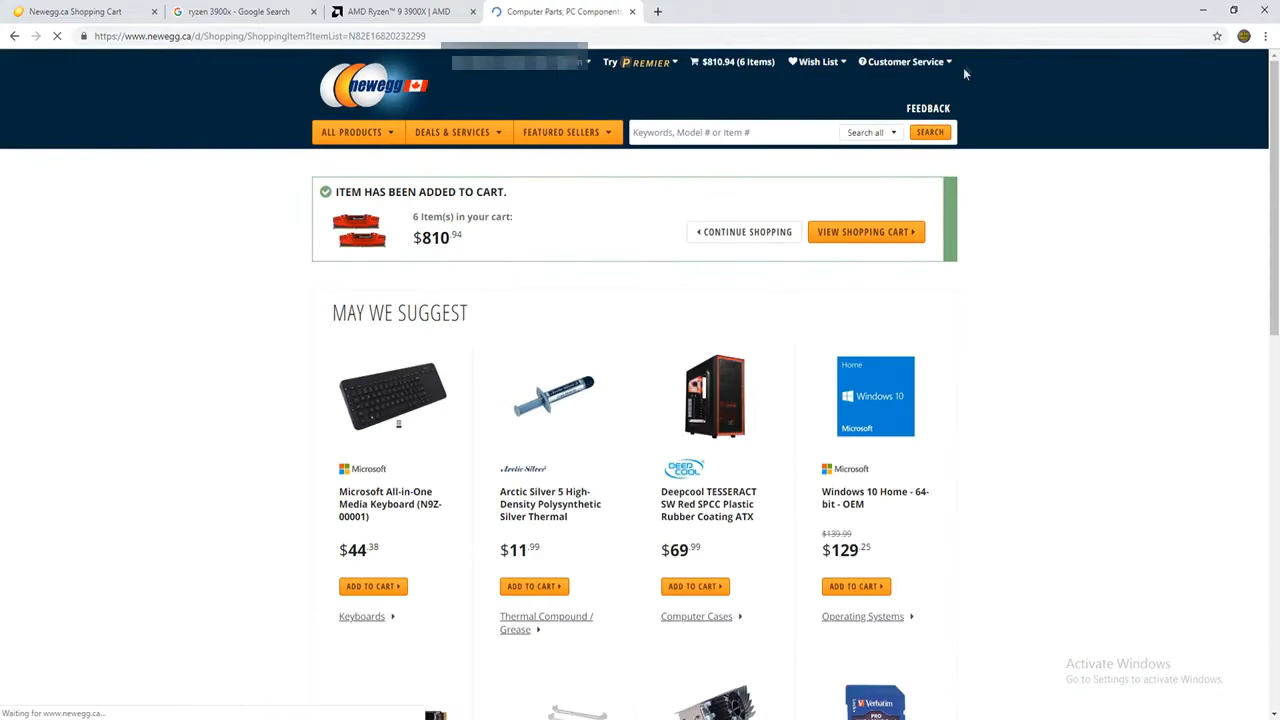 Newegg.ca Shopping Cart
ryzen 3900x - Google Search
AMD Ryzen™ 9 3900X | AMD
Computer Parts, PC Component
https://www.newegg.ca/d/Shopping/ShoppingItem?ItemList=N82E16820232299
Try PREMIER
$810.94 (6 Items)
Wish List
Customer Service
newegg
FEEDBACK
ALL PRODUCTS
DEALS & SERVICES
FEATURED SELLERS
Keywords, Model # or Item #
Search all
SEARCH
ITEM HAS BEEN ADDED TO CART.
6 Item(s) in your cart:
$810.94
CONTINUE SHOPPING
VIEW SHOPPING CART
MAY WE SUGGEST
Home
Windows 10
Microsoft
Microsoft
Arctic Silver
DEEP COOL
Microsoft
Microsoft All-in-One
Media Keyboard (N9Z-
00001)
Arctic Silver 5 High-
Density Polysynthetic
Silver Thermal
Deepcool TESSERACT
SW Red SPCC Plastic
Rubber Coating ATX
Windows 10 Home - 64-
bit - OEM
$44.38
$11.99
$69.99
$139.99
$129.25
ADD TO CART
ADD TO CART
ADD TO CART
ADD TO CART
Keyboards
Thermal Compound /
Grease
Computer Cases
Operating Systems
Activate Windows
Go to Settings to activate Windows.
Verbatim
PRO
Waiting for www.newegg.ca...